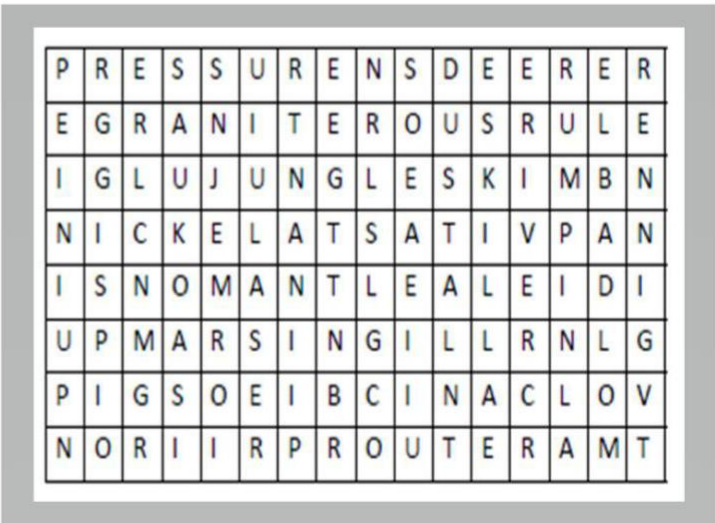 P R E S S U R E N S D E E R E R
E G R A N I T E R O U S R U L E
I G L U J U N G L E S K I M B N
N I C K E L A T S A T I V P A N
I S N O M A N T L E A L E I D I
U P M A R S I N G I L L R N L G
P I G S O E I B C I N A C L O V
N O R I I R P R O U T E R A M T